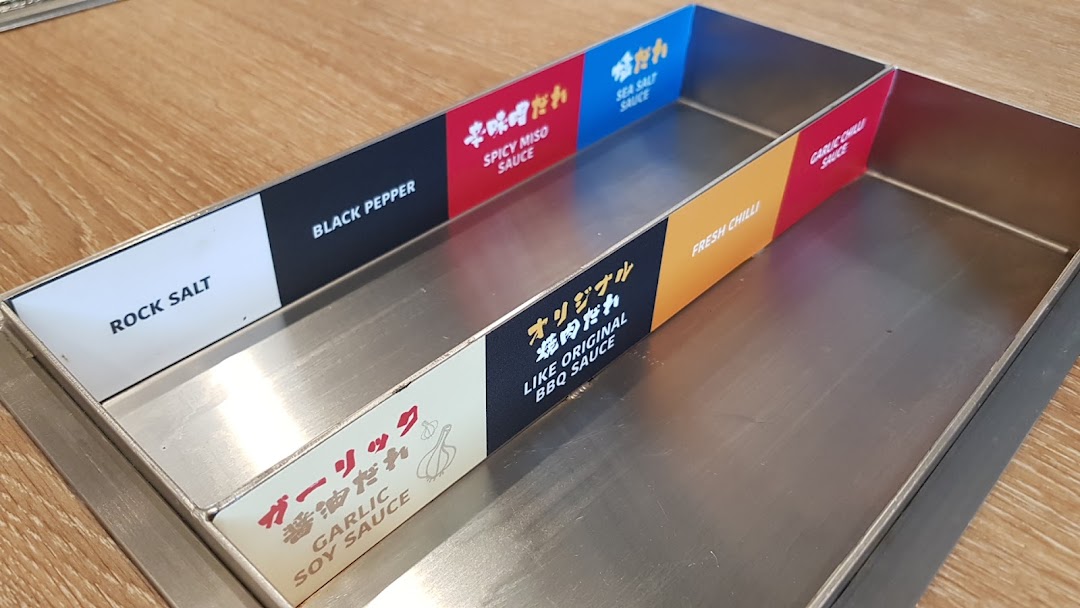 ROCK SALT
BLACK PEPPER
辛味噌だれ
SPICY MISO
SAUCE
塩だれ
SEA SALT
SAUCE
ガーリック
醤油だれ
GARLIC
SOY SAUCE
オリジナル
焼肉だれ
LIKE ORIGINAL
BBQ SAUCE
FRESH CHILLI
GARLIC CHILLI
SAUCE